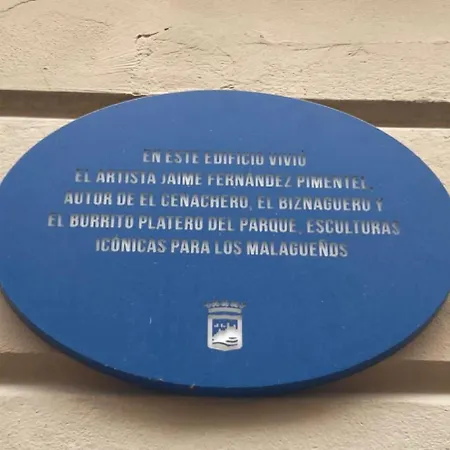 EN ESTE EDIFICIO VIVIÓ
EL ARTISTA JAIME FERNÁNDEZ PIMENTEL,
AUTOR DE EL CENACHERO, EL BIZNAGUERO Y
EL BURRITO PLATERO DEL PARQUE, ESCULTURAS
ICÓNICAS PARA LOS MALAGUEÑOS